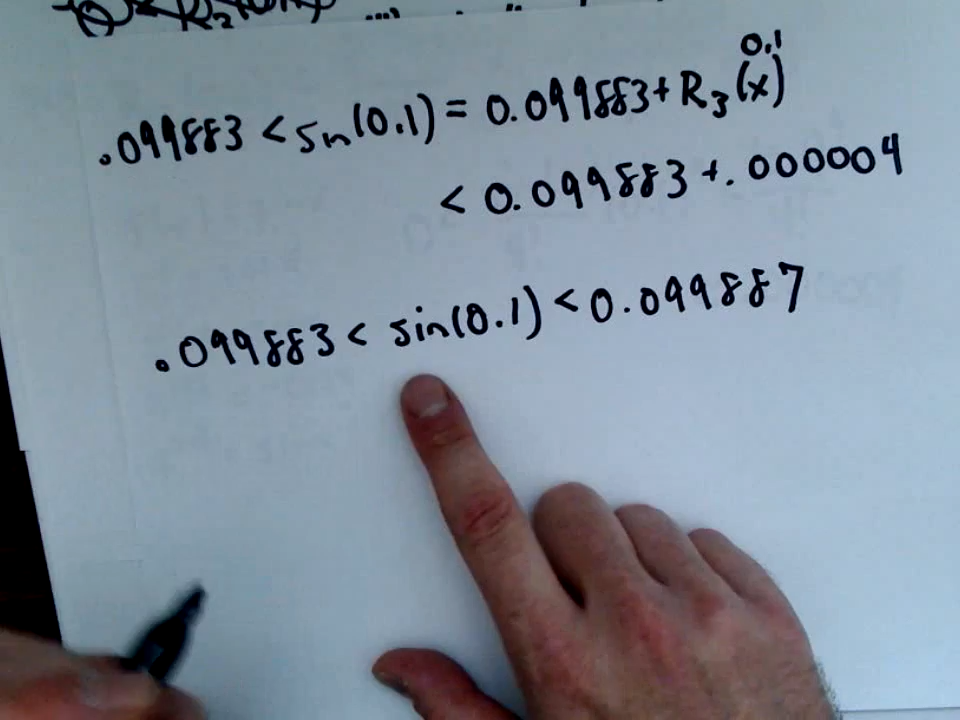 .099883 < sin(0.1) = 0.099883 + R₃(x) 0.1
< 0.099883 + .000004
.099883 < sin(0.1) < 0.099887